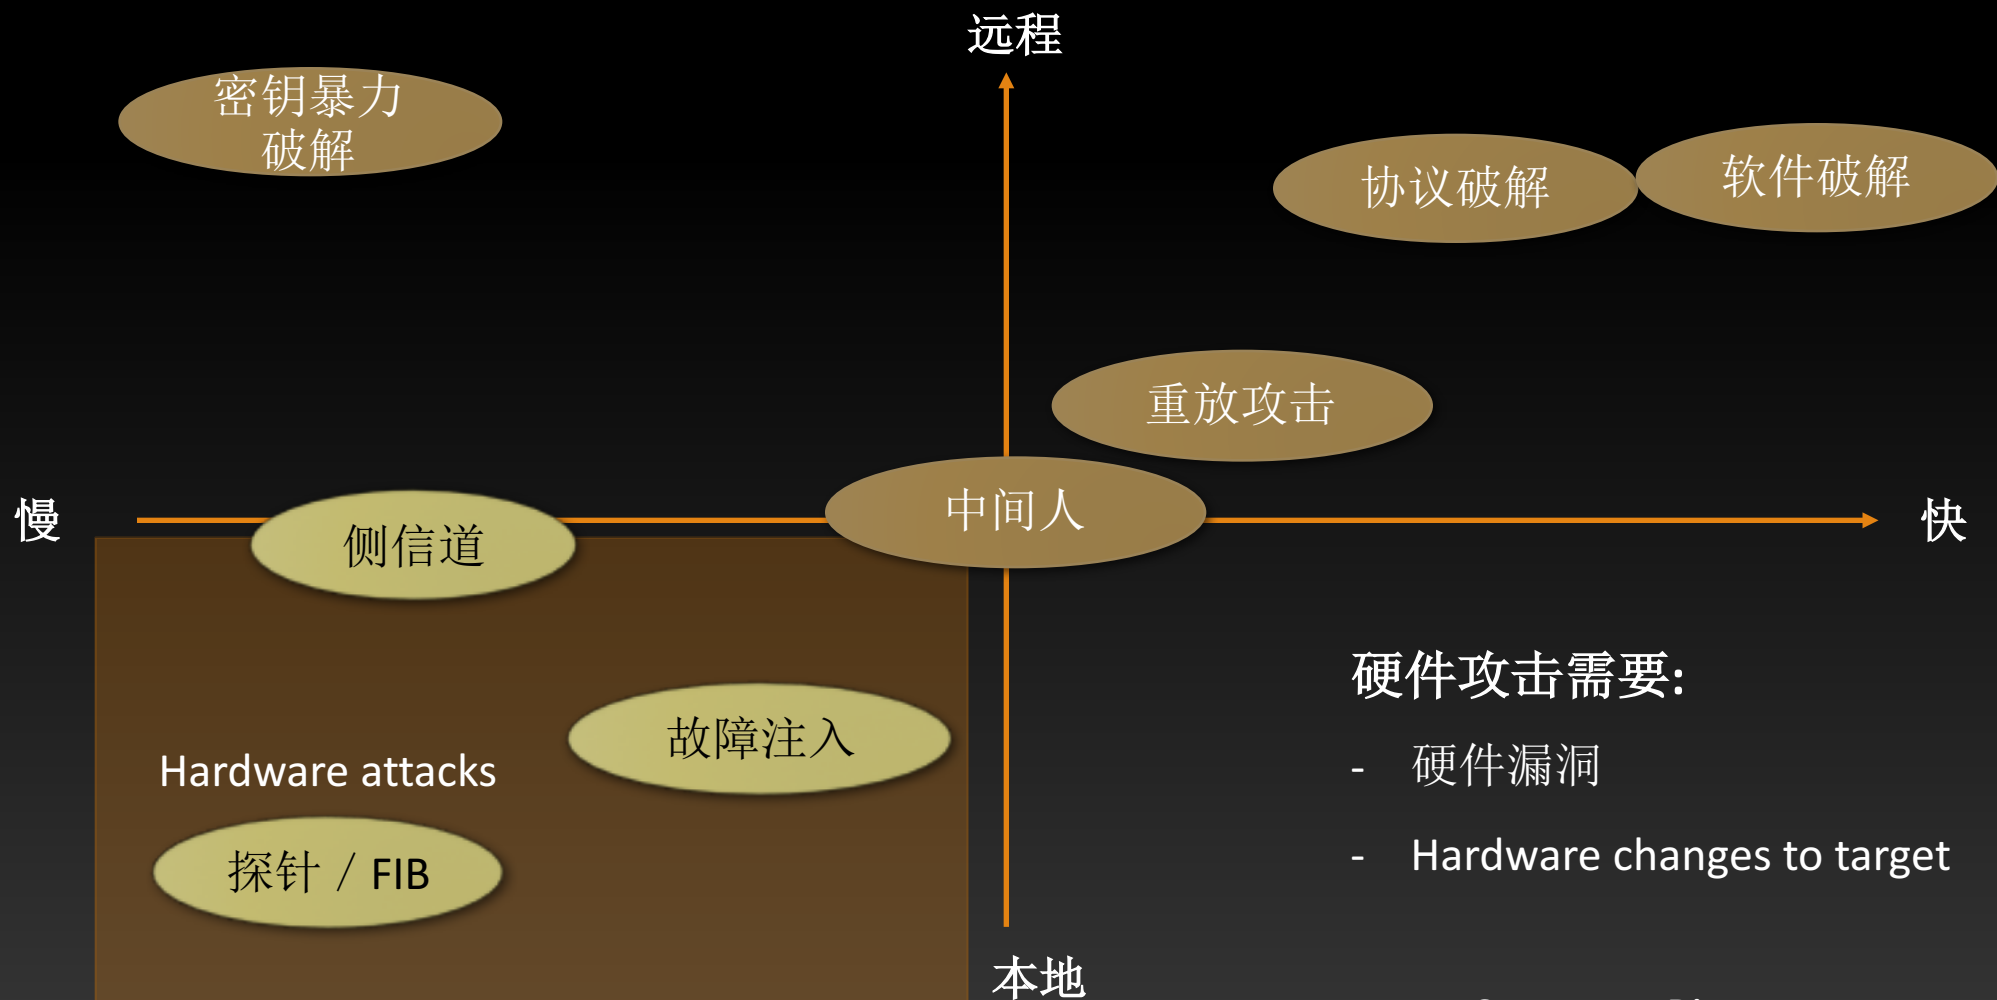 远程
密钥暴力
破解
协议破解
软件破解
重放攻击
中间人
慢
快
侧信道
故障注入
Hardware attacks
探针 / FIB
本地
硬件攻击需要:
- 硬件漏洞
- Hardware changes to target